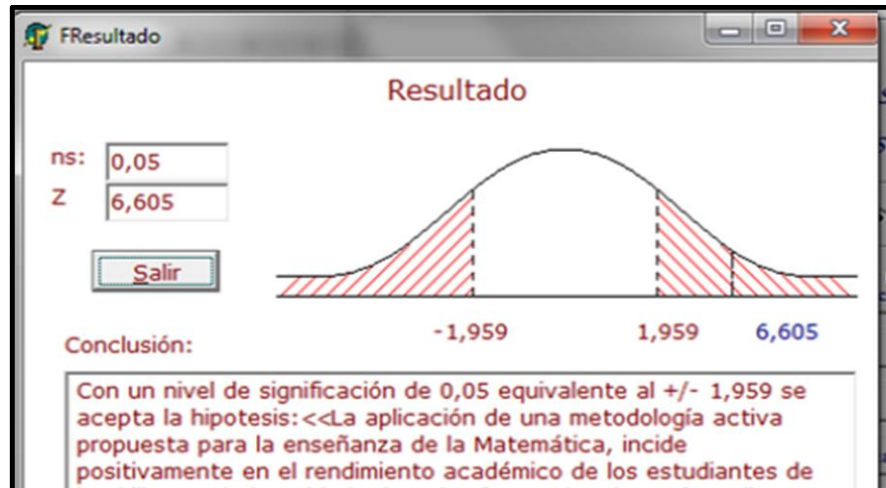 FResultado
Resultado
ns: 0,05
Z 6,605
Salir
-1,959 1,959 6,605
Conclusión:
Con un nivel de significación de 0,05 equivalente al +/- 1,959 se
acepta la hipotesis:<<La aplicación de una metodología activa
propuesta para la enseñanza de la Matemática, incide
positivamente en el rendimiento académico de los estudiantes de